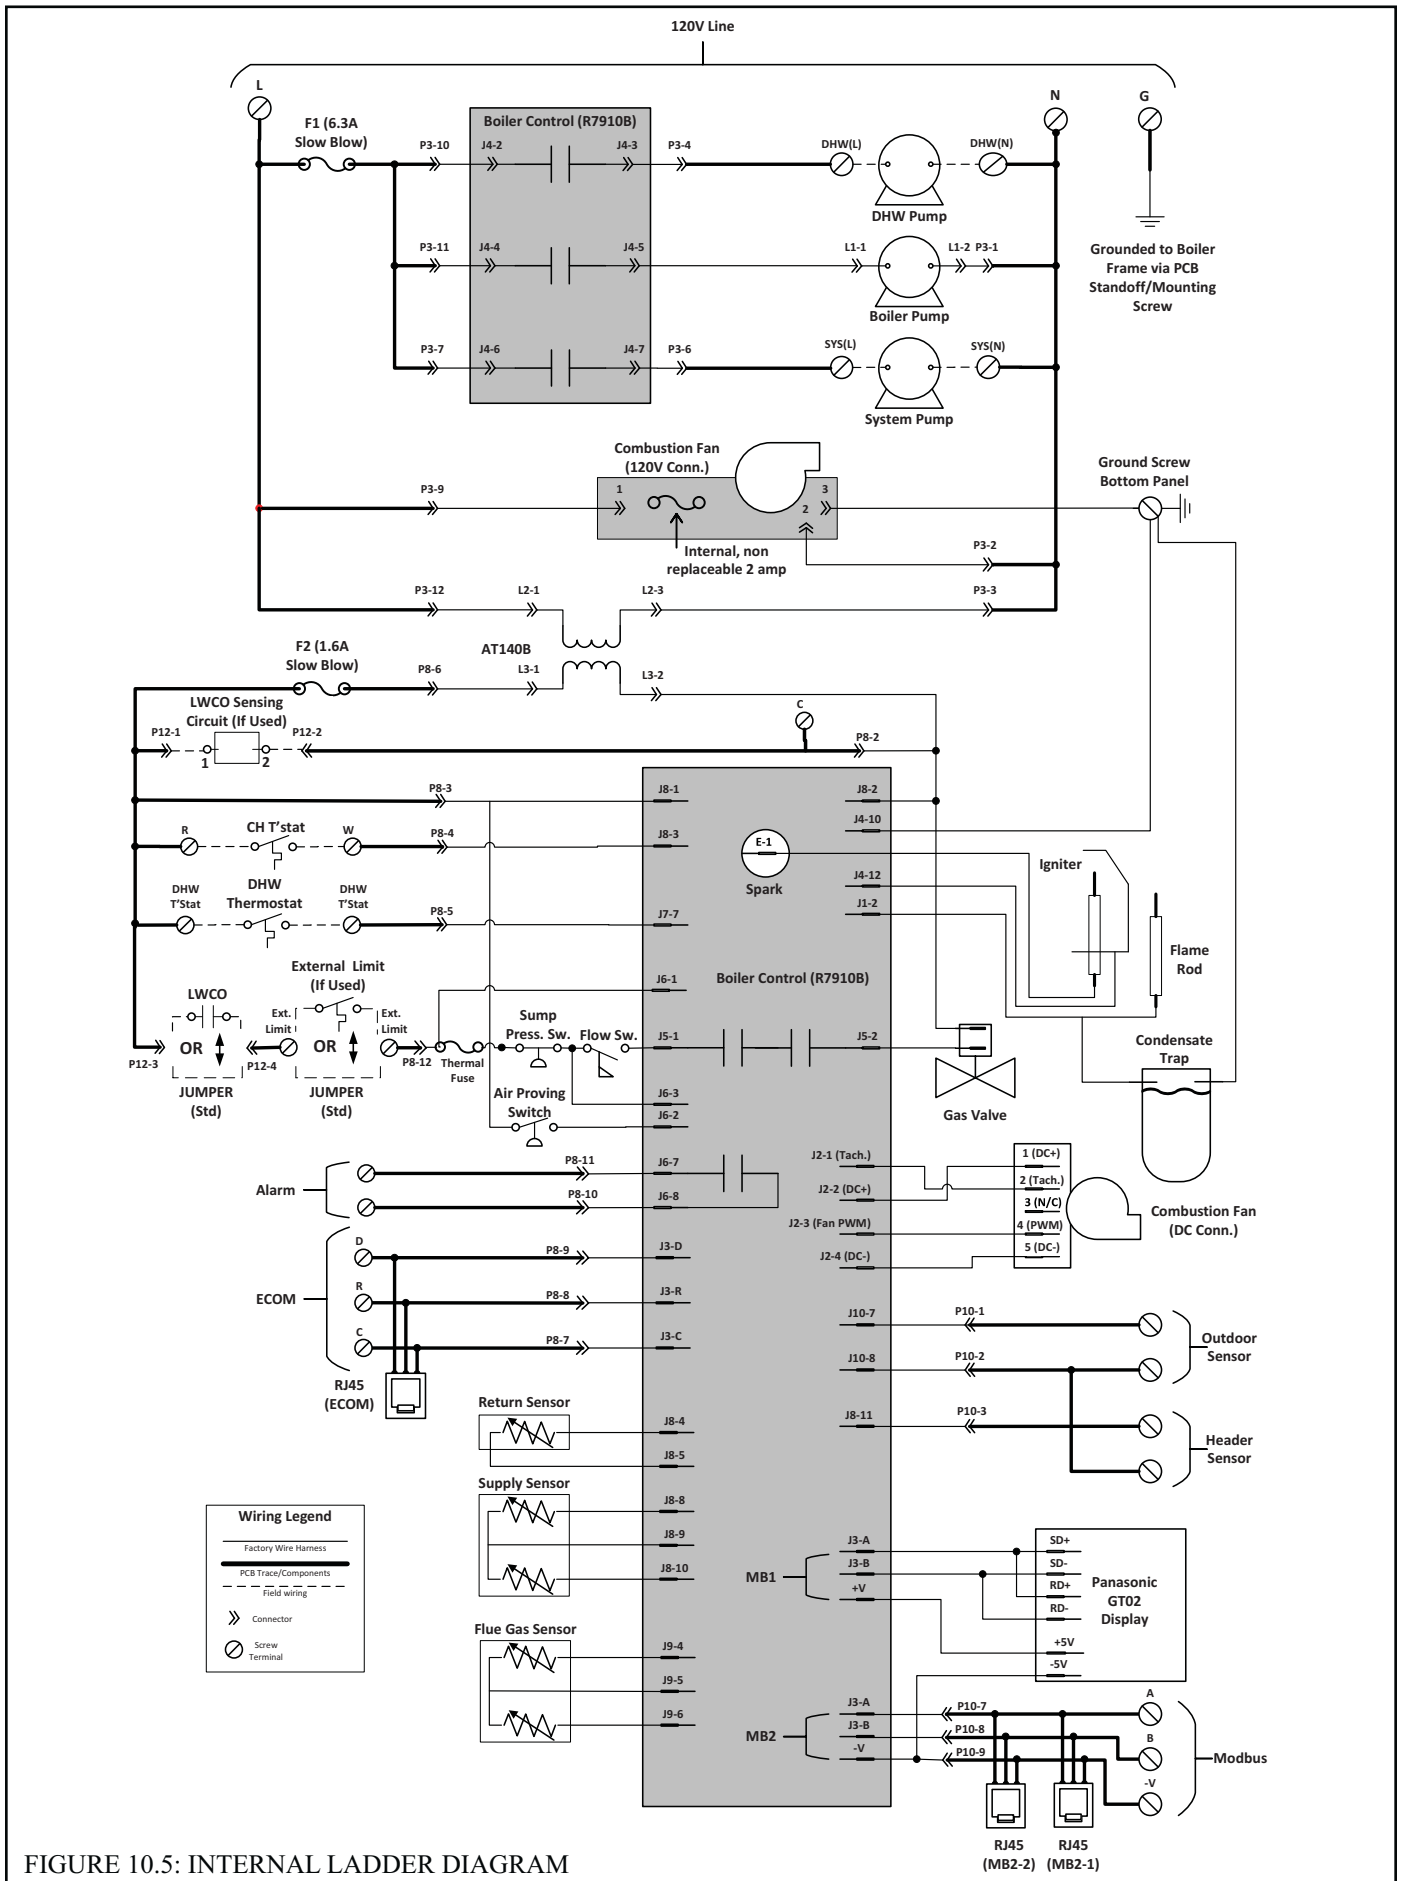 120V Line
L
N
G
F1 (6.3A
Slow Blow)
Boiler Control (R7910B)
P3-10
J4-2
J4-3
P3-4
DHW(L)
DHW(N)
DHW Pump
P3-11
J4-4
J4-5
L1-1
L1-2
P3-1
Boiler Pump
Grounded to Boiler
Frame via PCB
Standoff/Mounting
Screw
P3-7
J4-6
J4-7
P3-6
SYS(L)
SYS(N)
System Pump
Combustion Fan
(120V Conn.)
Ground Screw
Bottom Panel
P3-9
1
3
2
Internal, non
replaceable 2 amp
P3-2
P3-12
L2-1
L2-3
P3-3
AT140B
F2 (1.6A
Slow Blow)
P8-6
L3-1
L3-2
LWCO Sensing
Circuit (If Used)
P12-1
P12-2
1
2
C
P8-2
P8-3
J8-1
J8-2
R
CH T'stat
W
P8-4
J8-3
J4-10
E-1
Spark
Igniter
DHW
T'Stat
DHW
Thermostat
DHW
T'Stat
P8-5
J7-7
J4-12
J1-2
Flame
Rod
External Limit
(If Used)
J6-1
Boiler Control (R7910B)
LWCO
Ext.
Limit
Ext.
Limit
OR
OR
P12-3
P12-4
P8-12
JUMPER
(Std)
JUMPER
(Std)
Thermal
Fuse
Sump
Press. Sw.
Flow Sw.
J5-1
J5-2
Gas Valve
Condensate
Trap
Air Proving
Switch
J6-3
J6-2
Alarm
P8-11
J6-7
P8-10
J6-8
J2-1 (Tach.)
J2-2 (DC+)
J2-3 (Fan PWM)
J2-4 (DC-)
1 (DC+)
2 (Tach.)
3 (N/C)
4 (PWM)
5 (DC-)
Combustion Fan
(DC Conn.)
ECOM
D
P8-9
J3-D
R
P8-8
J3-R
C
P8-7
J3-C
RJ45
(ECOM)
J10-7
P10-1
J10-8
P10-2
Outdoor
Sensor
J8-11
P10-3
Header
Sensor
Return Sensor
J8-4
J8-5
Supply Sensor
J8-8
J8-9
J8-10
Flue Gas Sensor
J9-4
J9-5
J9-6
Wiring Legend
Factory Wire Harness
PCB Trace/Components
Field wiring
Connector
Screw
Terminal
MB1
J3-A
J3-B
+V
SD+
SD-
RD+
RD-
+5V
-5V
Panasonic
GT02
Display
MB2
J3-A
J3-B
-V
P10-7
P10-8
P10-9
A
B
-V
Modbus
RJ45
(MB2-2)
RJ45
(MB2-1)
FIGURE 10.5: INTERNAL LADDER DIAGRAM